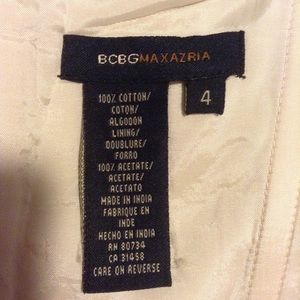 BCBGMAXAZRIA
4
100% COTTON/
COTON/
ALGODON
LINING/
DOUBLURE/
FORRO
100% ACETATE/
ACETATE/
ACETATO
MADE IN INDIA
FABRIQUE EN
INDE
HECHO EN INDIA
RN 80734
CA 31458
CARE ON REVERSE